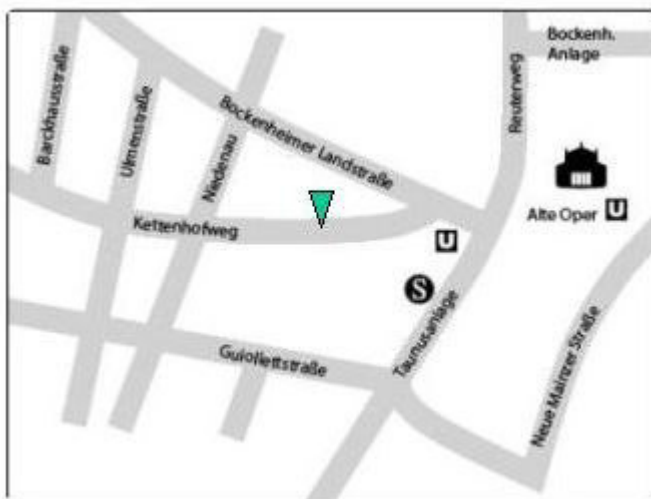 Bockenh.
Anlage
Reuterweg
Barckhausstraße
Ulmenstraße
Niedenau
Bockenheimer Landstraße
Kettenhofweg
Alte Oper U
U
S
Taunusanlage
Guiollettstraße
Neue Mainzer Straße